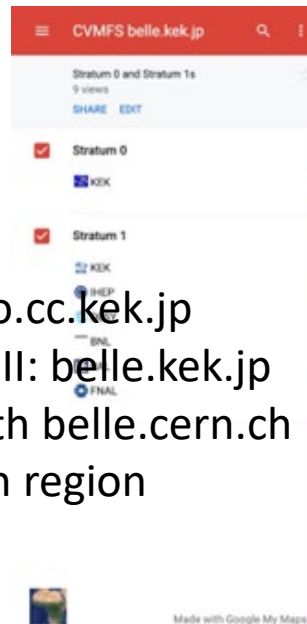 CVMFS belle.kek.jp
Stratum 0 and Stratum 1s
9 views
SHARE EDIT
Stratum 0
KEK
Stratum 1
KEK
IHEP
BNL
FNAL
o.cc.kek.jp
II: belle.kek.jp
th belle.cern.ch
n region
Made with Google My Maps